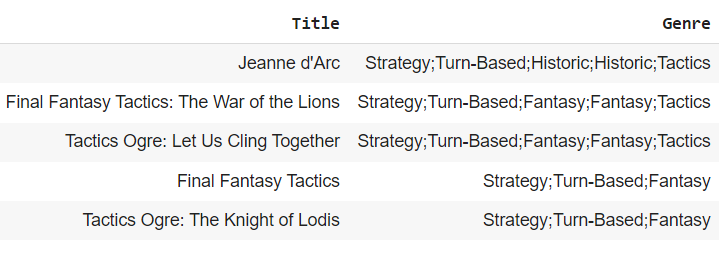 Title Genre
Jeanne d'Arc Strategy;Turn-Based;Historic;Historic;Tactics
Final Fantasy Tactics: The War of the Lions Strategy;Turn-Based;Fantasy;Fantasy;Tactics
Tactics Ogre: Let Us Cling Together Strategy;Turn-Based;Fantasy;Fantasy;Tactics
Final Fantasy Tactics Strategy;Turn-Based;Fantasy
Tactics Ogre: The Knight of Lodis Strategy;Turn-Based;Fantasy